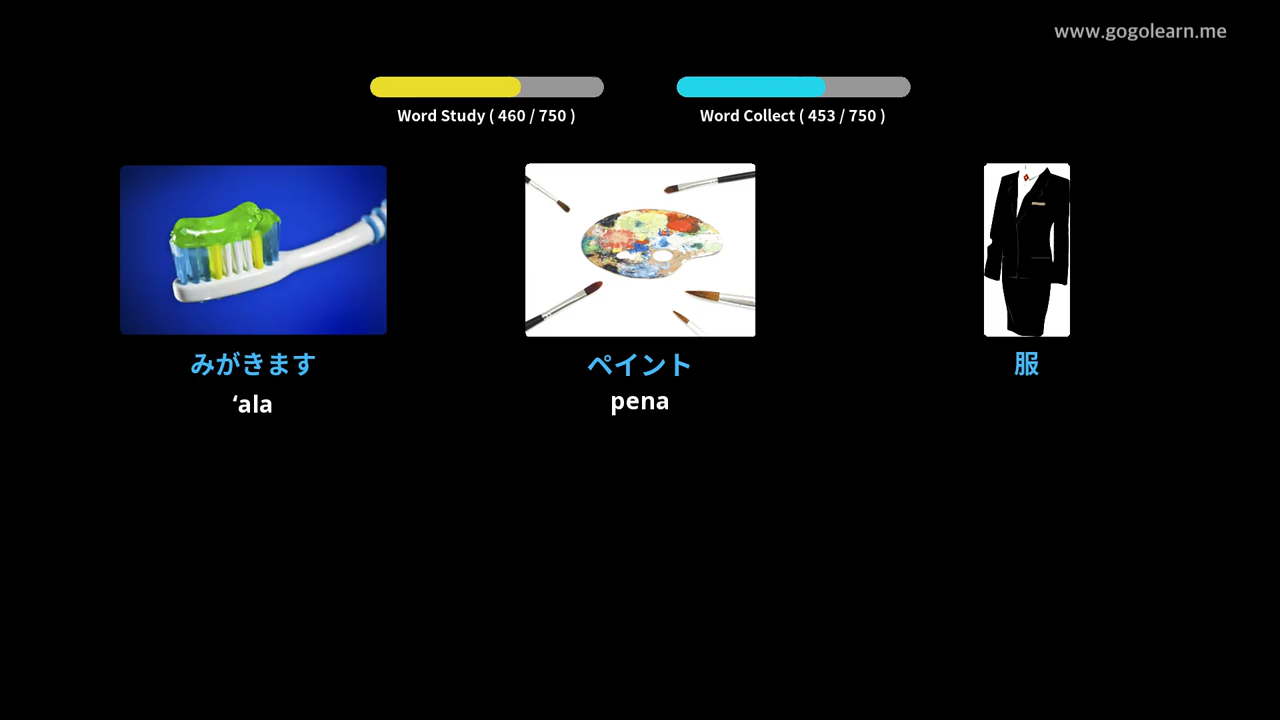 www.gogolearn.me
Word Study ( 460 / 750 )
Word Collect ( 453 / 750 )
みがきます
ペイント
服
‘ala
pena